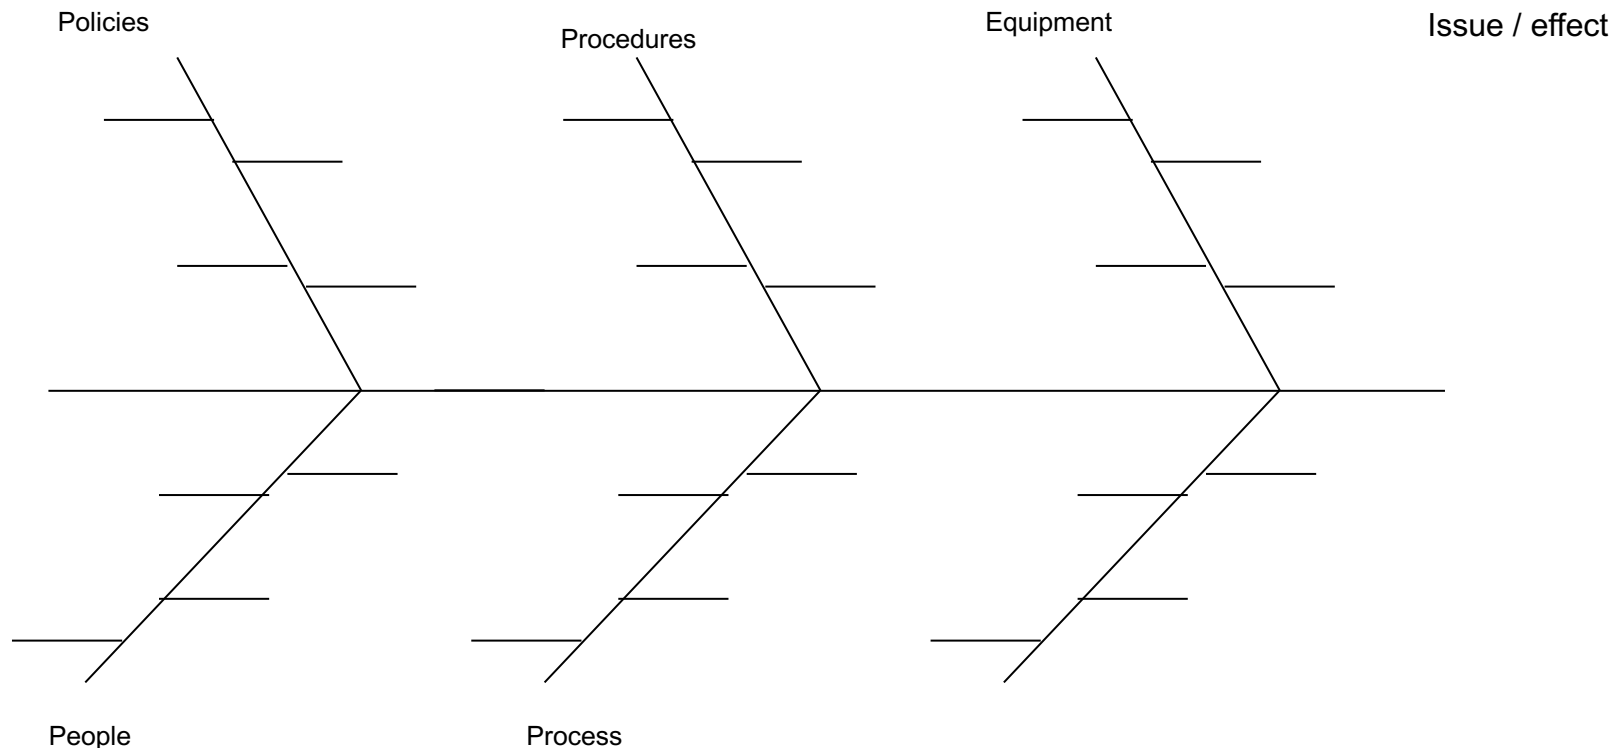 Policies
Procedures
Equipment
Issue / effect
People
Process